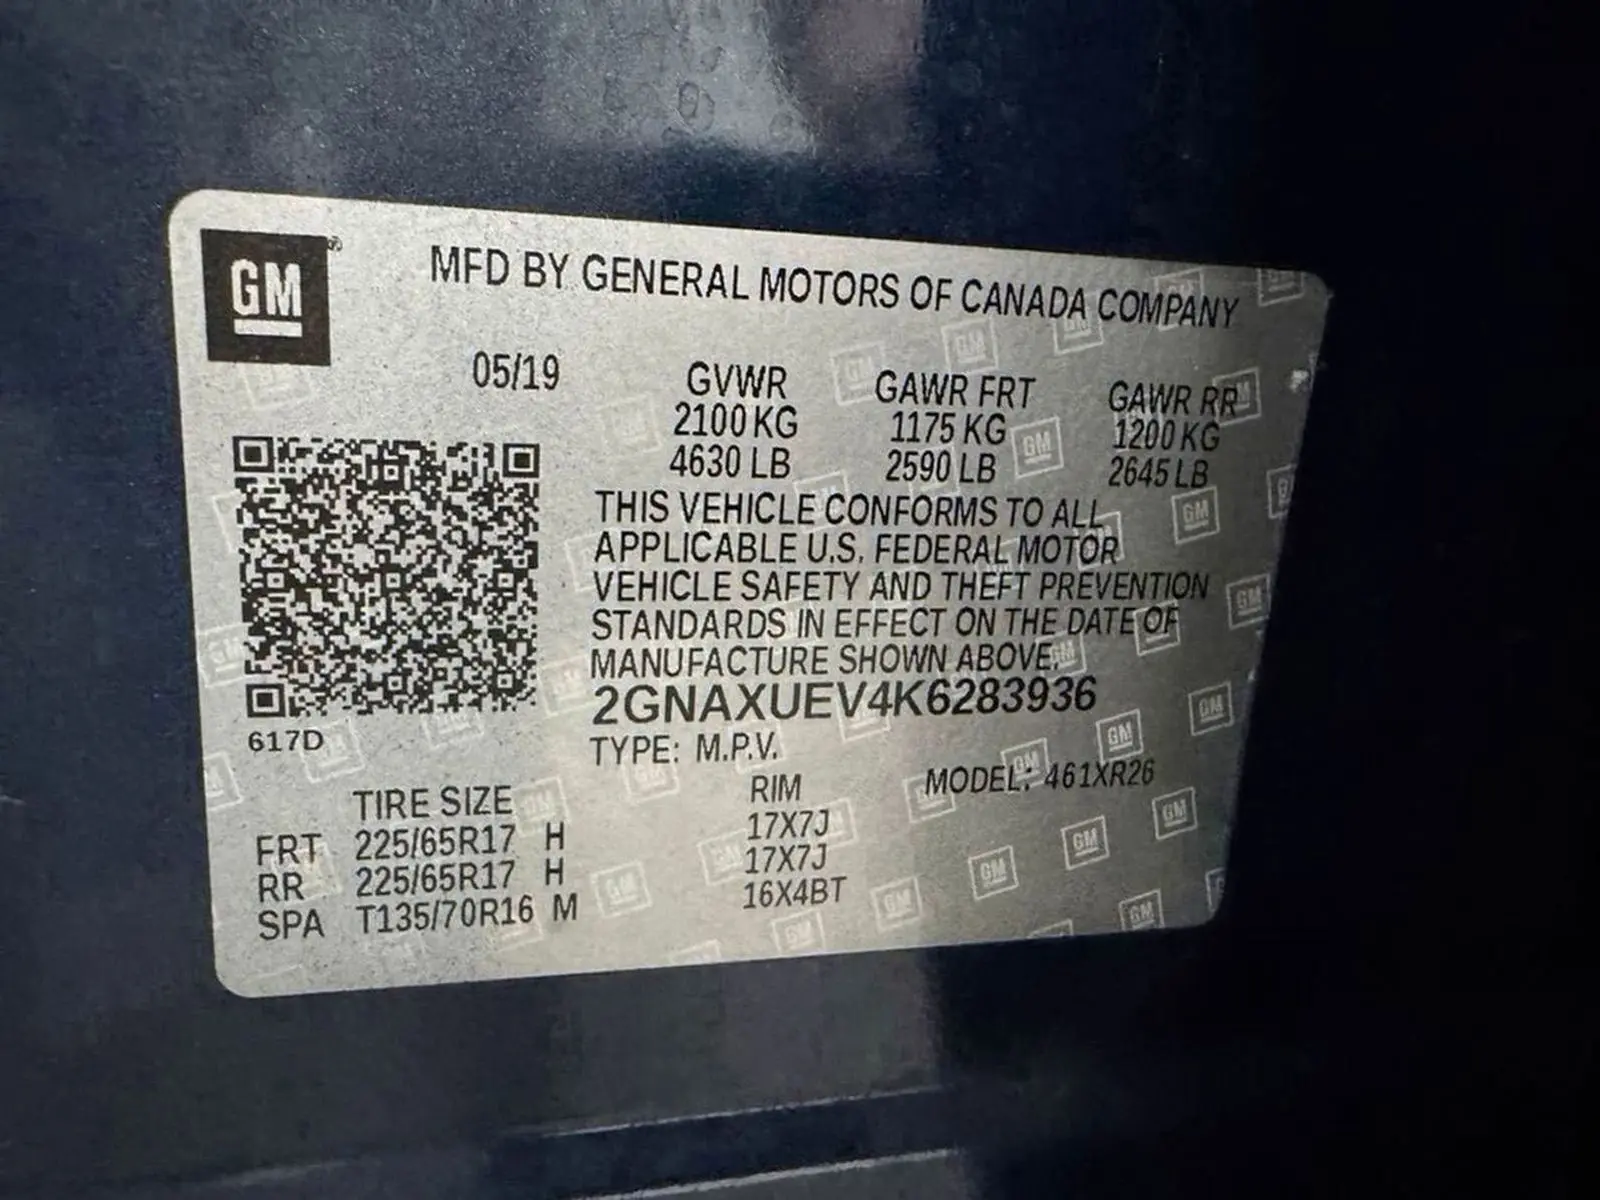 GM
MFD BY GENERAL MOTORS OF CANADA COMPANY
05/19
GVWR GAWR FRT GAWR RR
2100 KG 1175 KG 1200 KG
4630 LB 2590 LB 2645 LB
THIS VEHICLE CONFORMS TO ALL
APPLICABLE U.S. FEDERAL MOTOR
VEHICLE SAFETY AND THEFT PREVENTION
STANDARDS IN EFFECT ON THE DATE OF
MANUFACTURE SHOWN ABOVE.
2GNAXUEV4K6283936
617D
TYPE: M.P.V. MODEL: 461XR26
TIRE SIZE RIM
FRT 225/65R17 H 17X7J
RR 225/65R17 H 17X7J
SPA T135/70R16 M 16X4BT